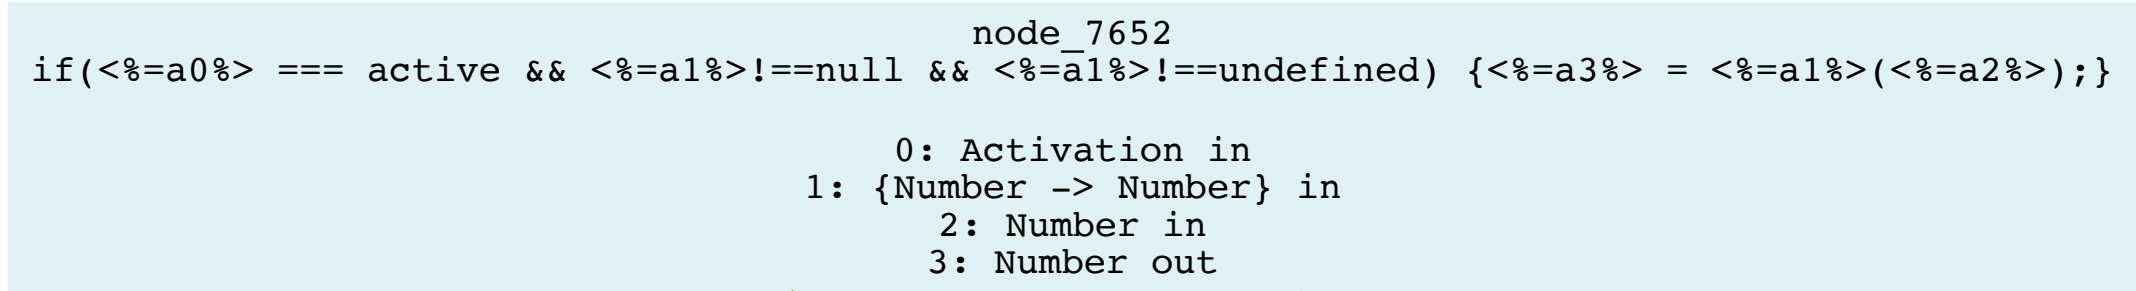 node_7652
if(<%=a0%> === active && <%=a1%>!==null && <%=a1%>!==undefined) {<%=a3%> = <%=a1%>(<%=a2%>);}
0: Activation in
1: {Number -> Number} in
2: Number in
3: Number out